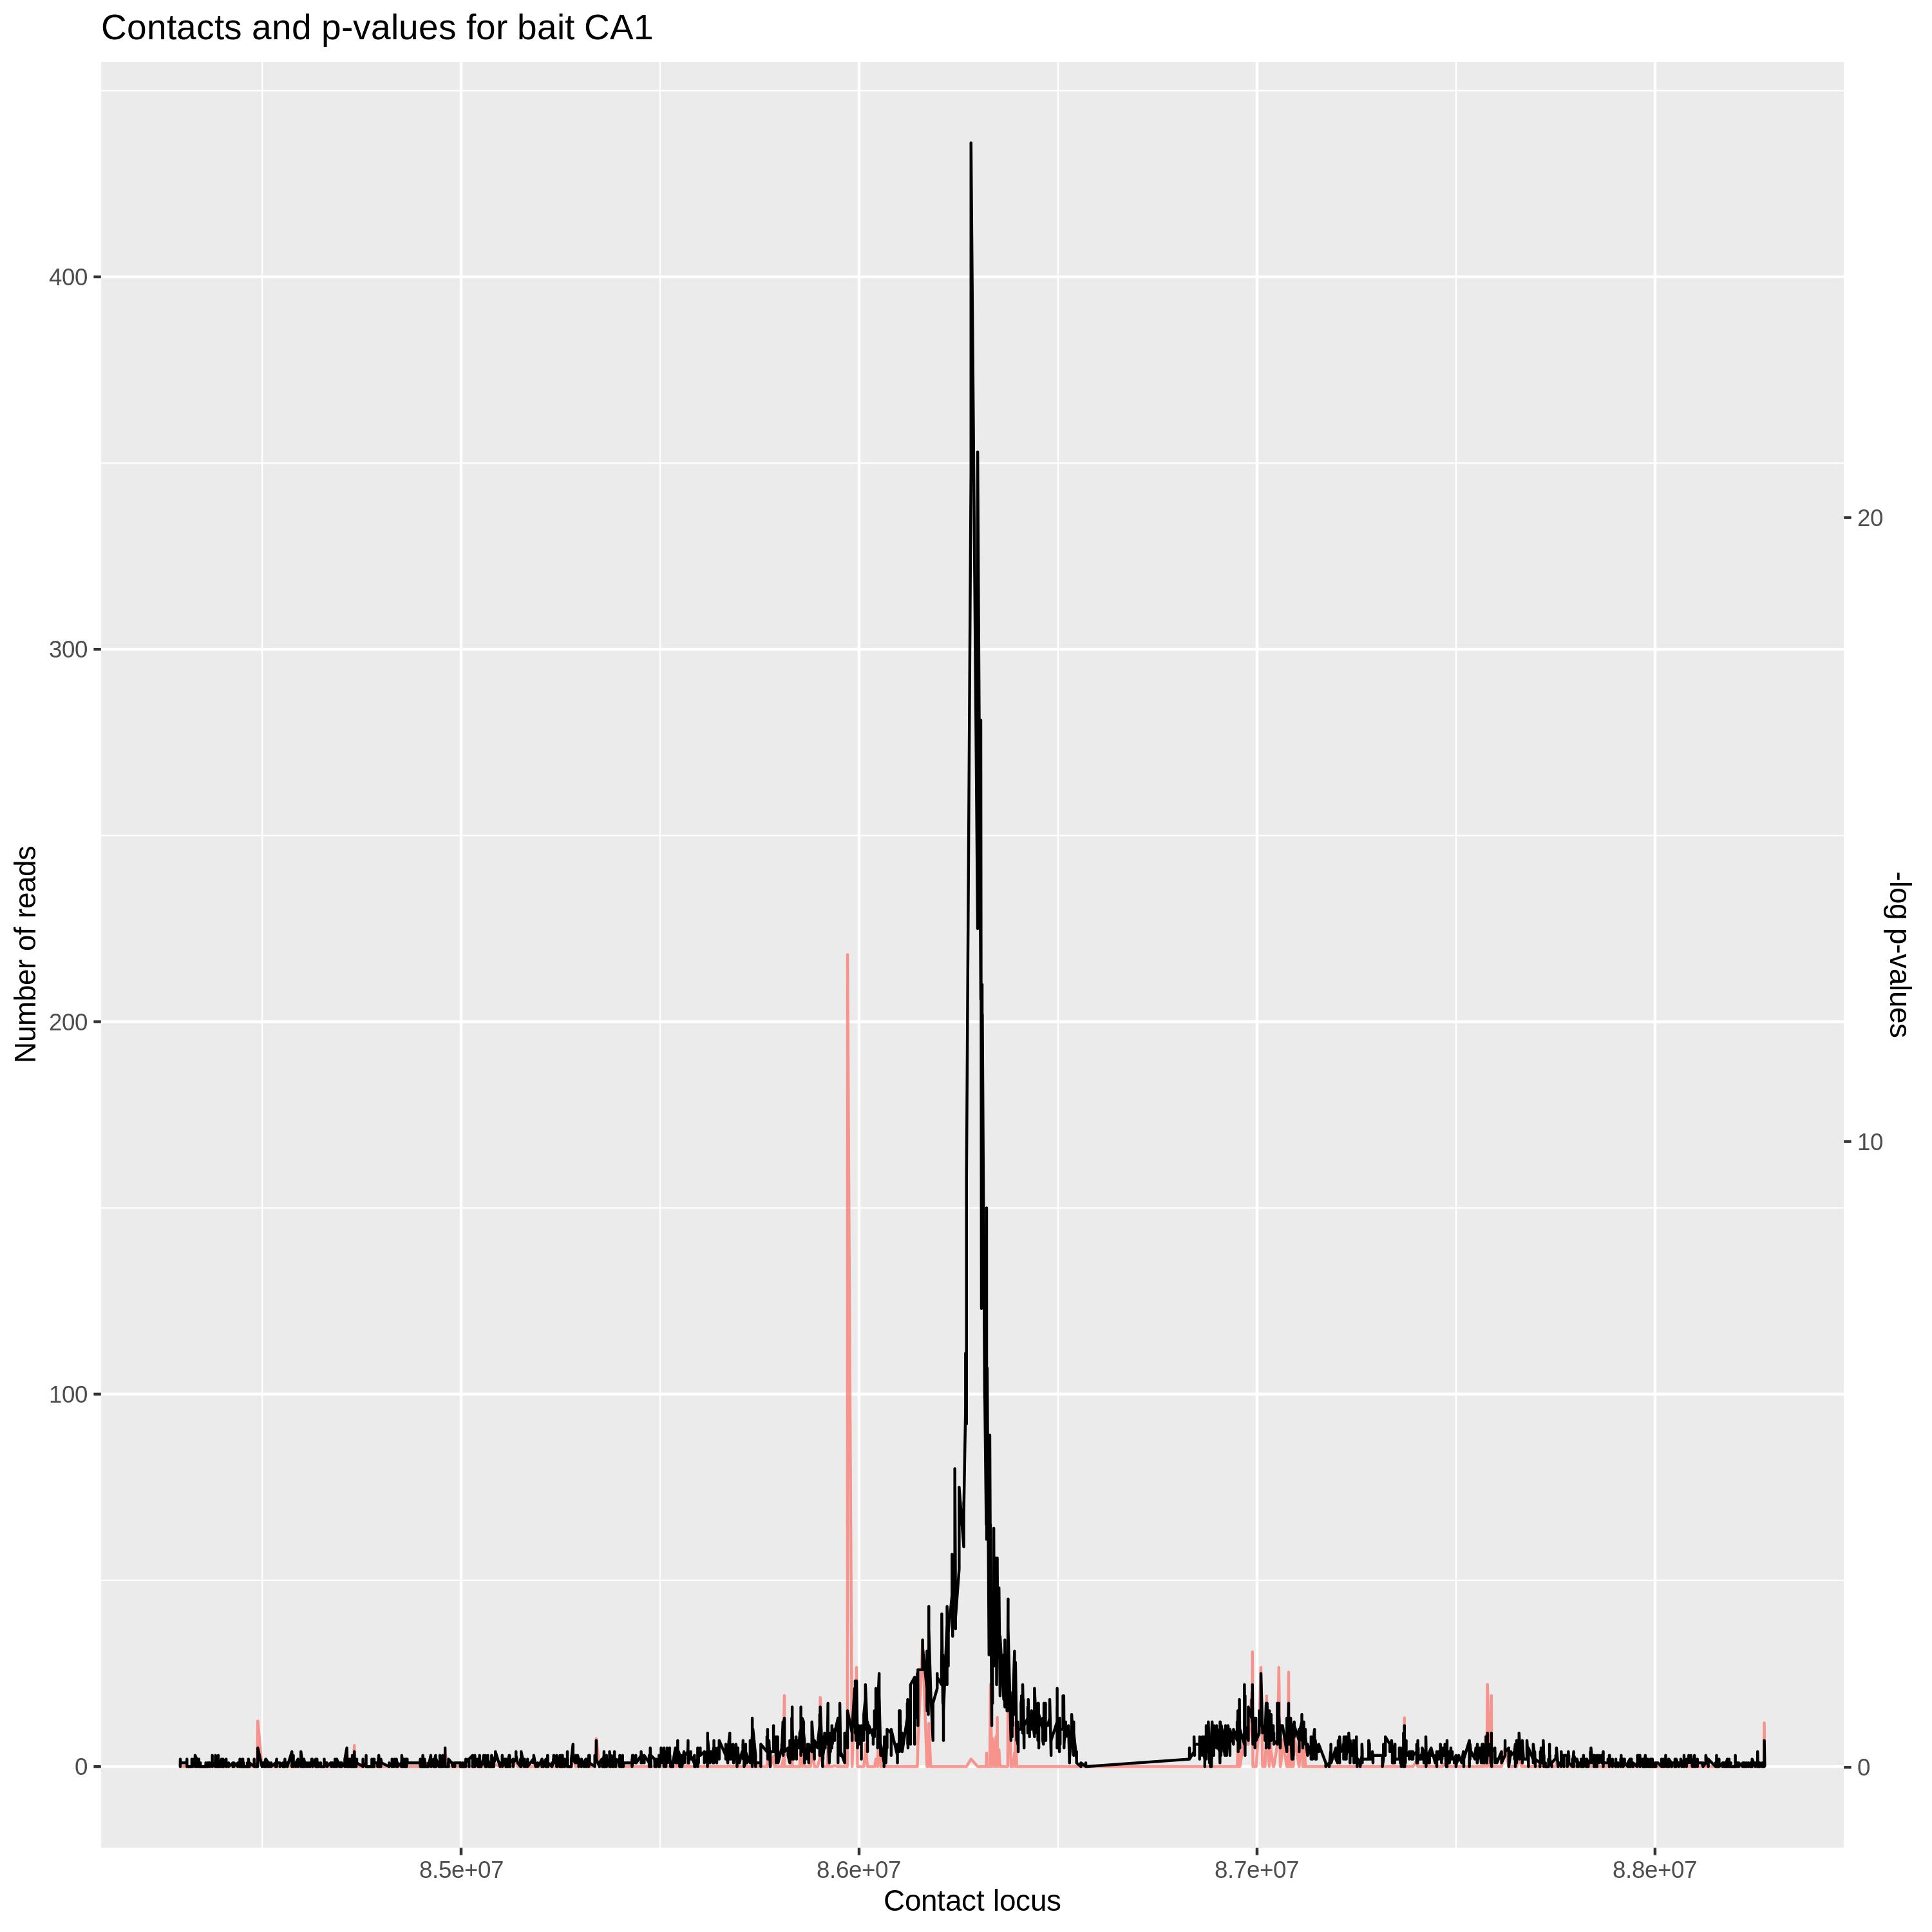 Contacts and p-values for bait CA1
400
300
200
100
0
Number of reads
20
10
0
-log p-values
8.5e+07
8.6e+07
8.7e+07
8.8e+07
Contact locus